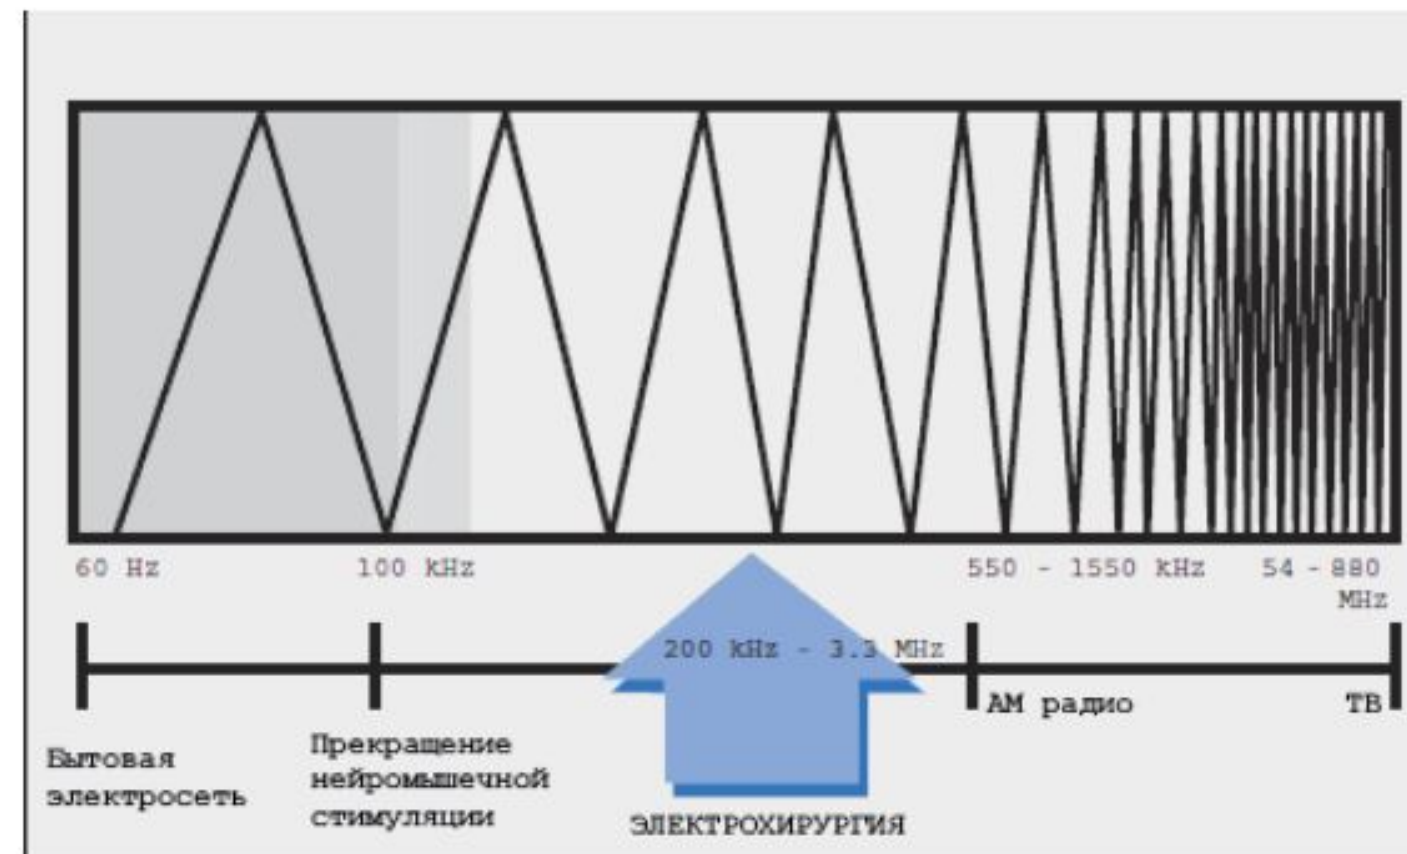 60 Hz
100 kHz
550 - 1550 kHz
54 - 880
MHz
200 kHz - 3.3 MHz
АМ радио
ТВ
Бытовая
электросеть
Прекращение
нейромышечной
стимуляции
ЭЛЕКТРОХИРУРГИЯ